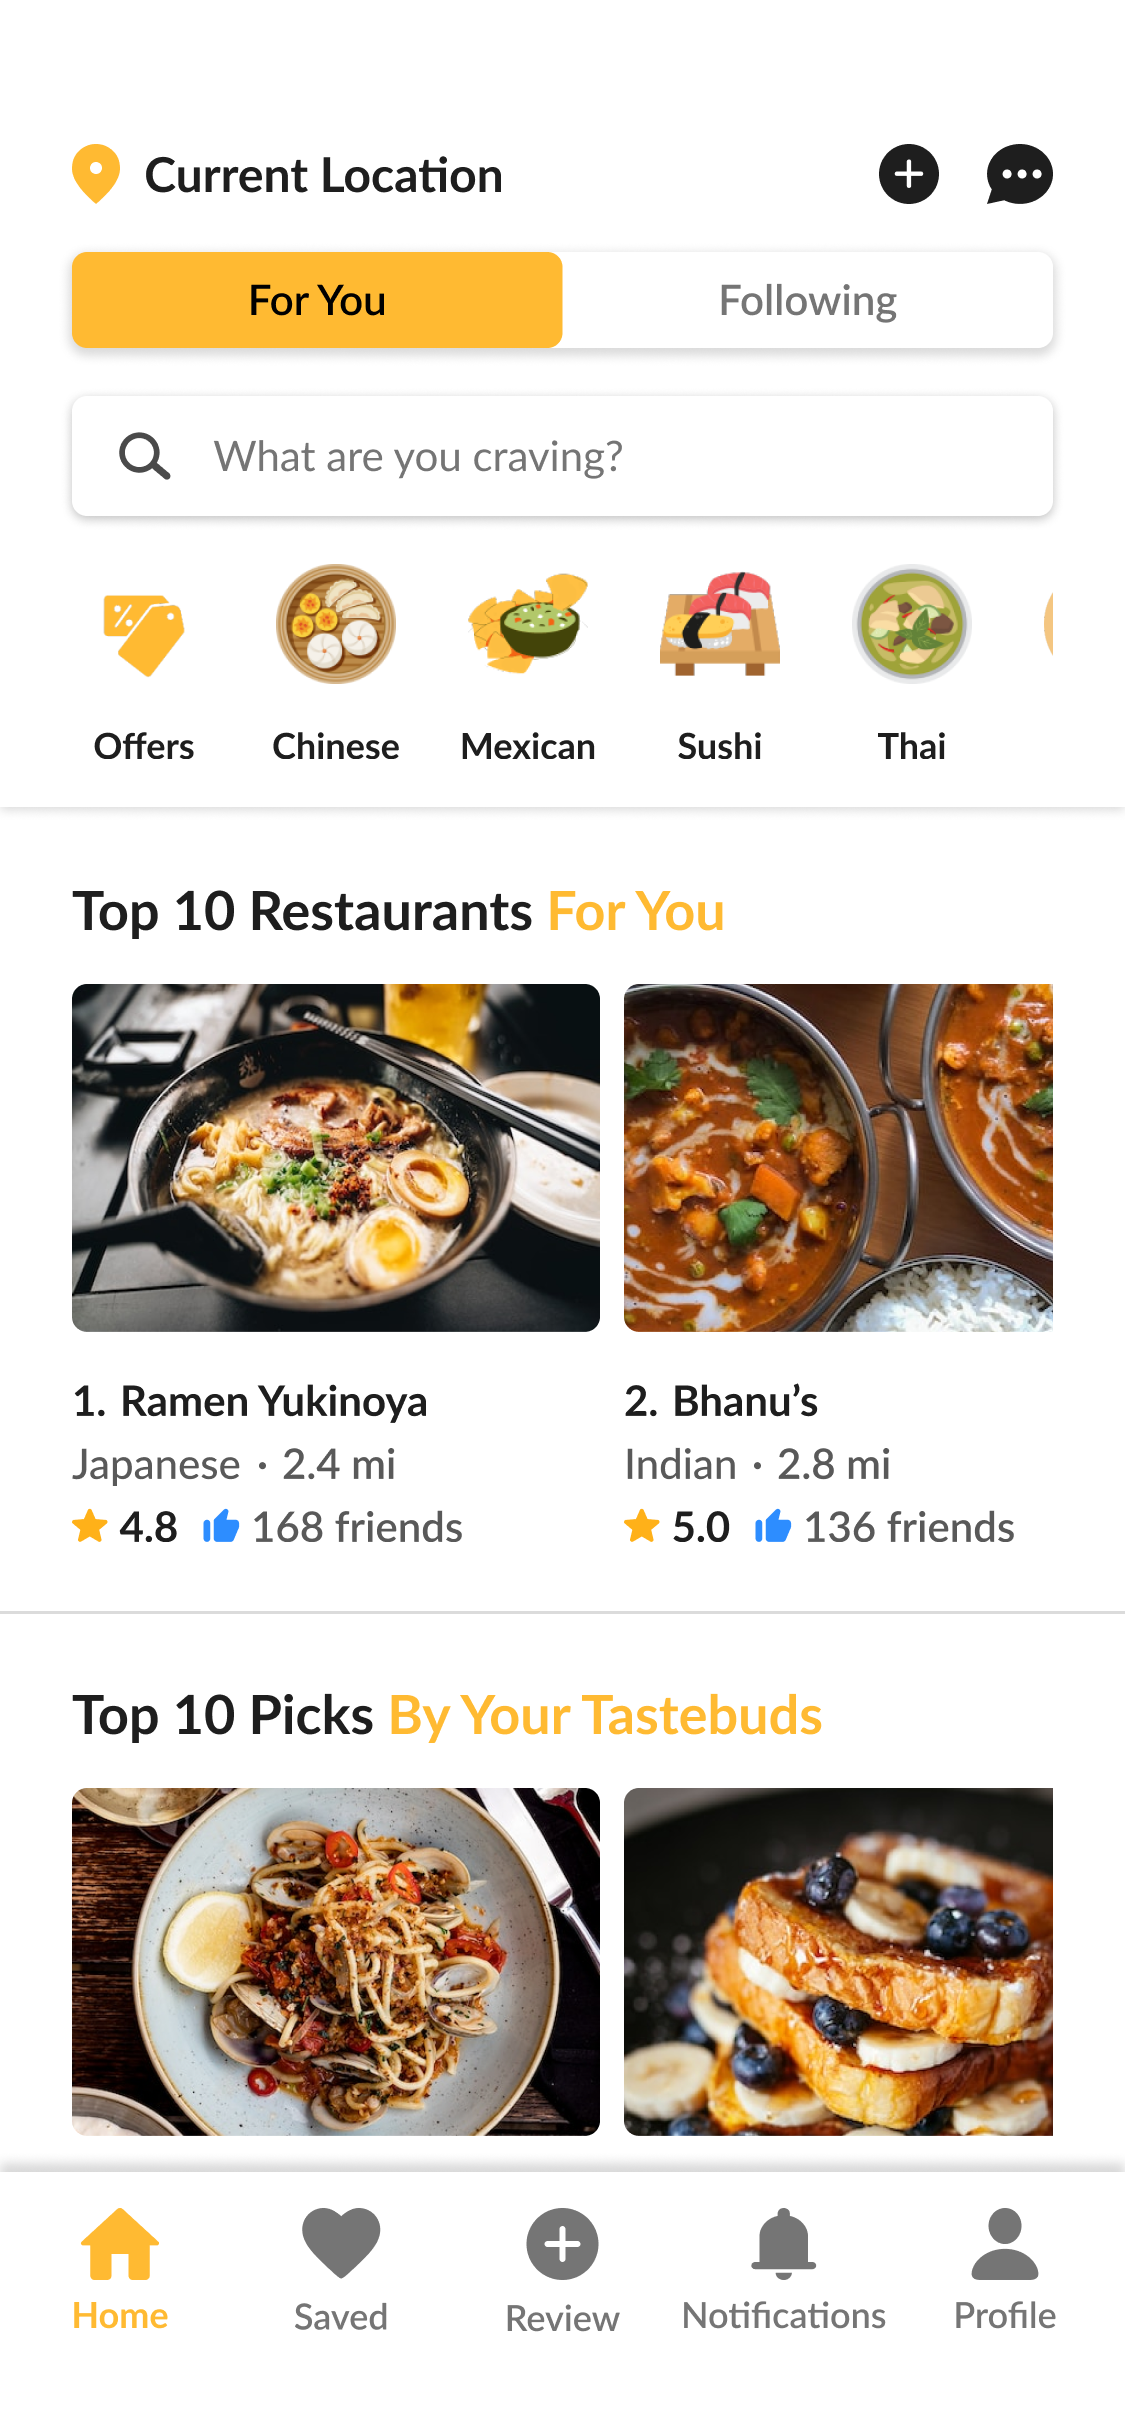 Current Location
For You
Following
What are you craving?
Offers
Chinese
Mexican
Sushi
Thai
Top 10 Restaurants For You
1. Ramen Yukinoya
Japanese · 2.4 mi
4.8 168 friends
2. Bhanu’s
Indian · 2.8 mi
5.0 136 friends
Top 10 Picks By Your Tastebuds
Home
Saved
Review
Notifications
Profile